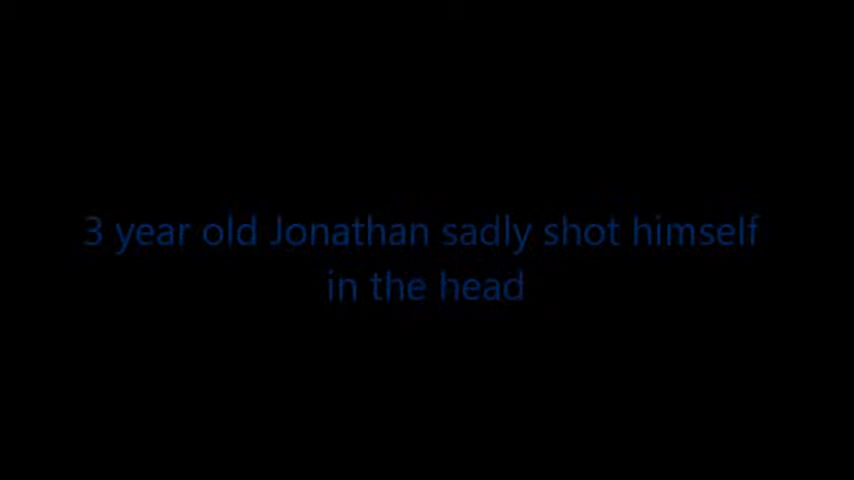 3 year old Jonathan sadly shot himself
in the head